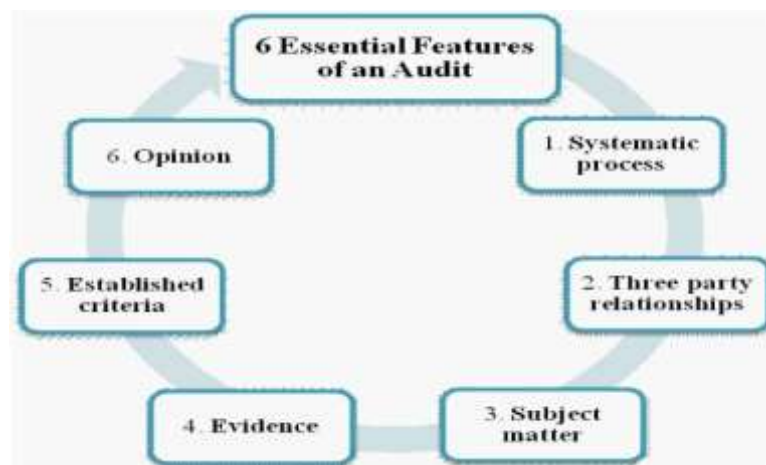 6 Essential Features
of an Audit
1. Systematic
process
2. Three party
relationships
3. Subject
matter
4. Evidence
5. Established
criteria
6. Opinion